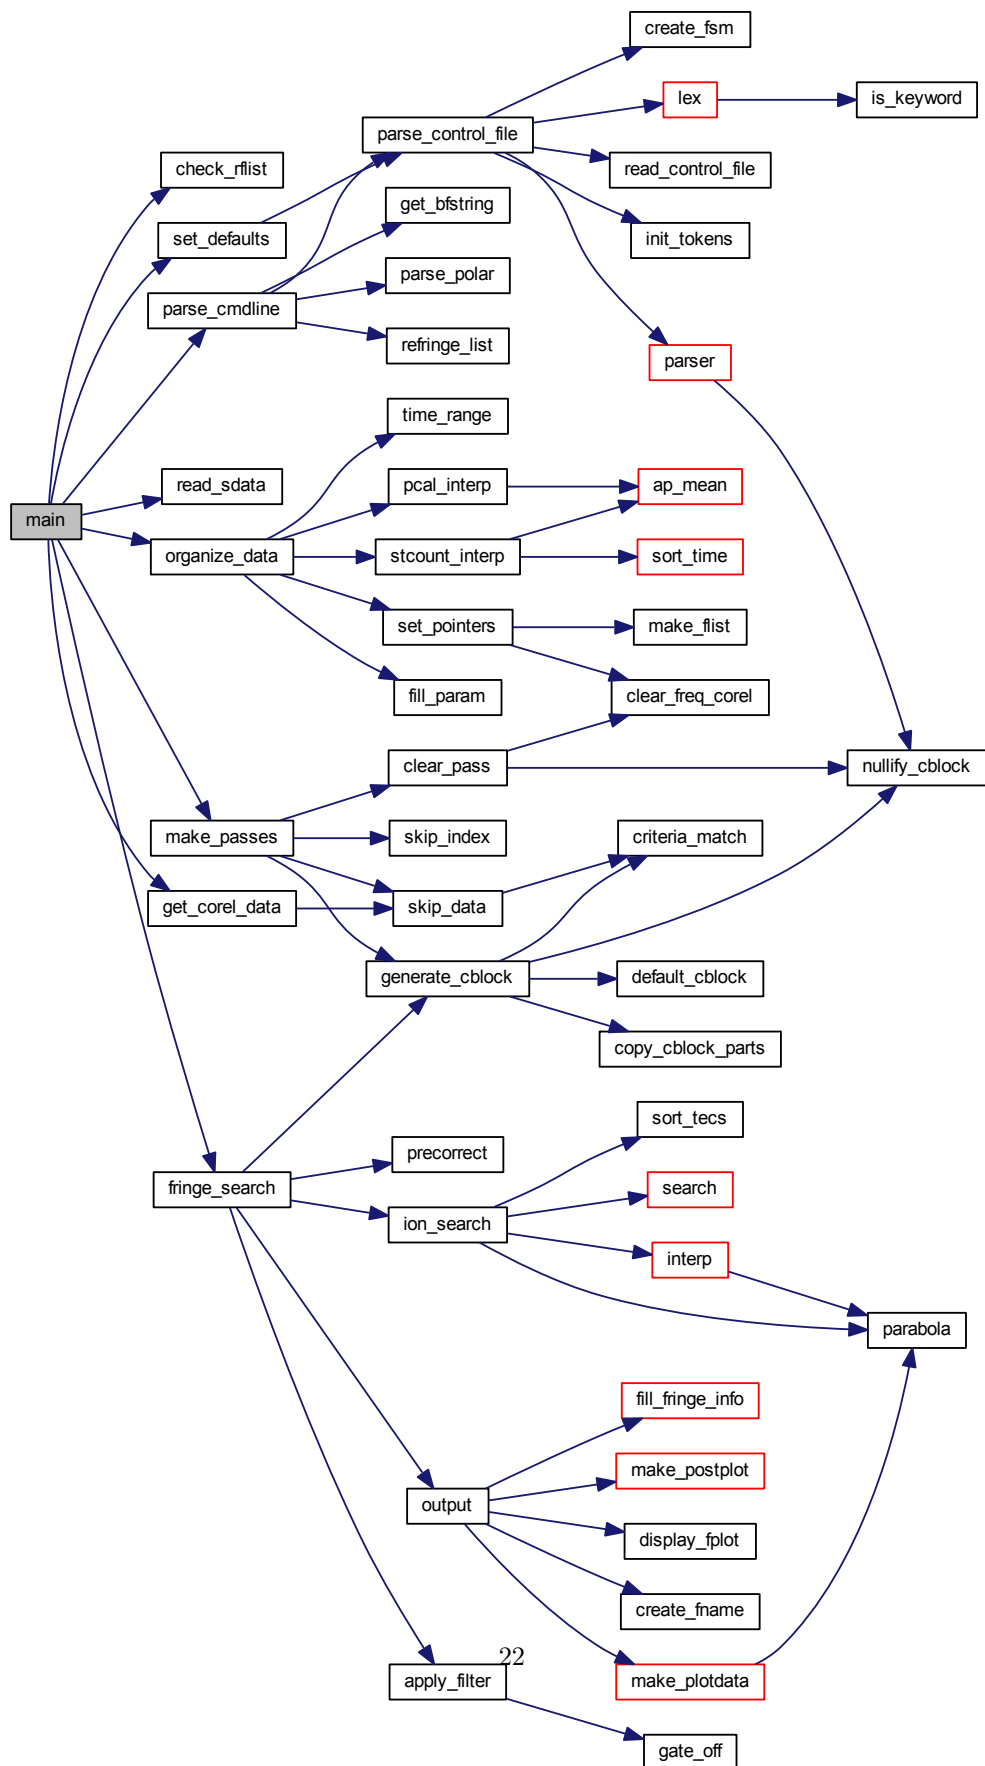 create_fsm
lex
is_keyword
parse_control_file
check_rflist
read_control_file
get_bfstring
set_defaults
init_tokens
parse_polar
parse_cmdline
refringe_list
parser
time_range
read_sdata
pcal_interp
ap_mean
main
organize_data
stcount_interp
sort_time
set_pointers
make_flist
fill_param
clear_freq_corel
clear_pass
nullify_cblock
make_passes
skip_index
criteria_match
get_corel_data
skip_data
generate_cblock
default_cblock
copy_cblock_parts
sort_tecs
precorrect
fringe_search
search
ion_search
interp
parabola
fill_fringe_info
make_postplot
output
display_fplot
create_fname
22
apply_filter
make_plotdata
gate_off